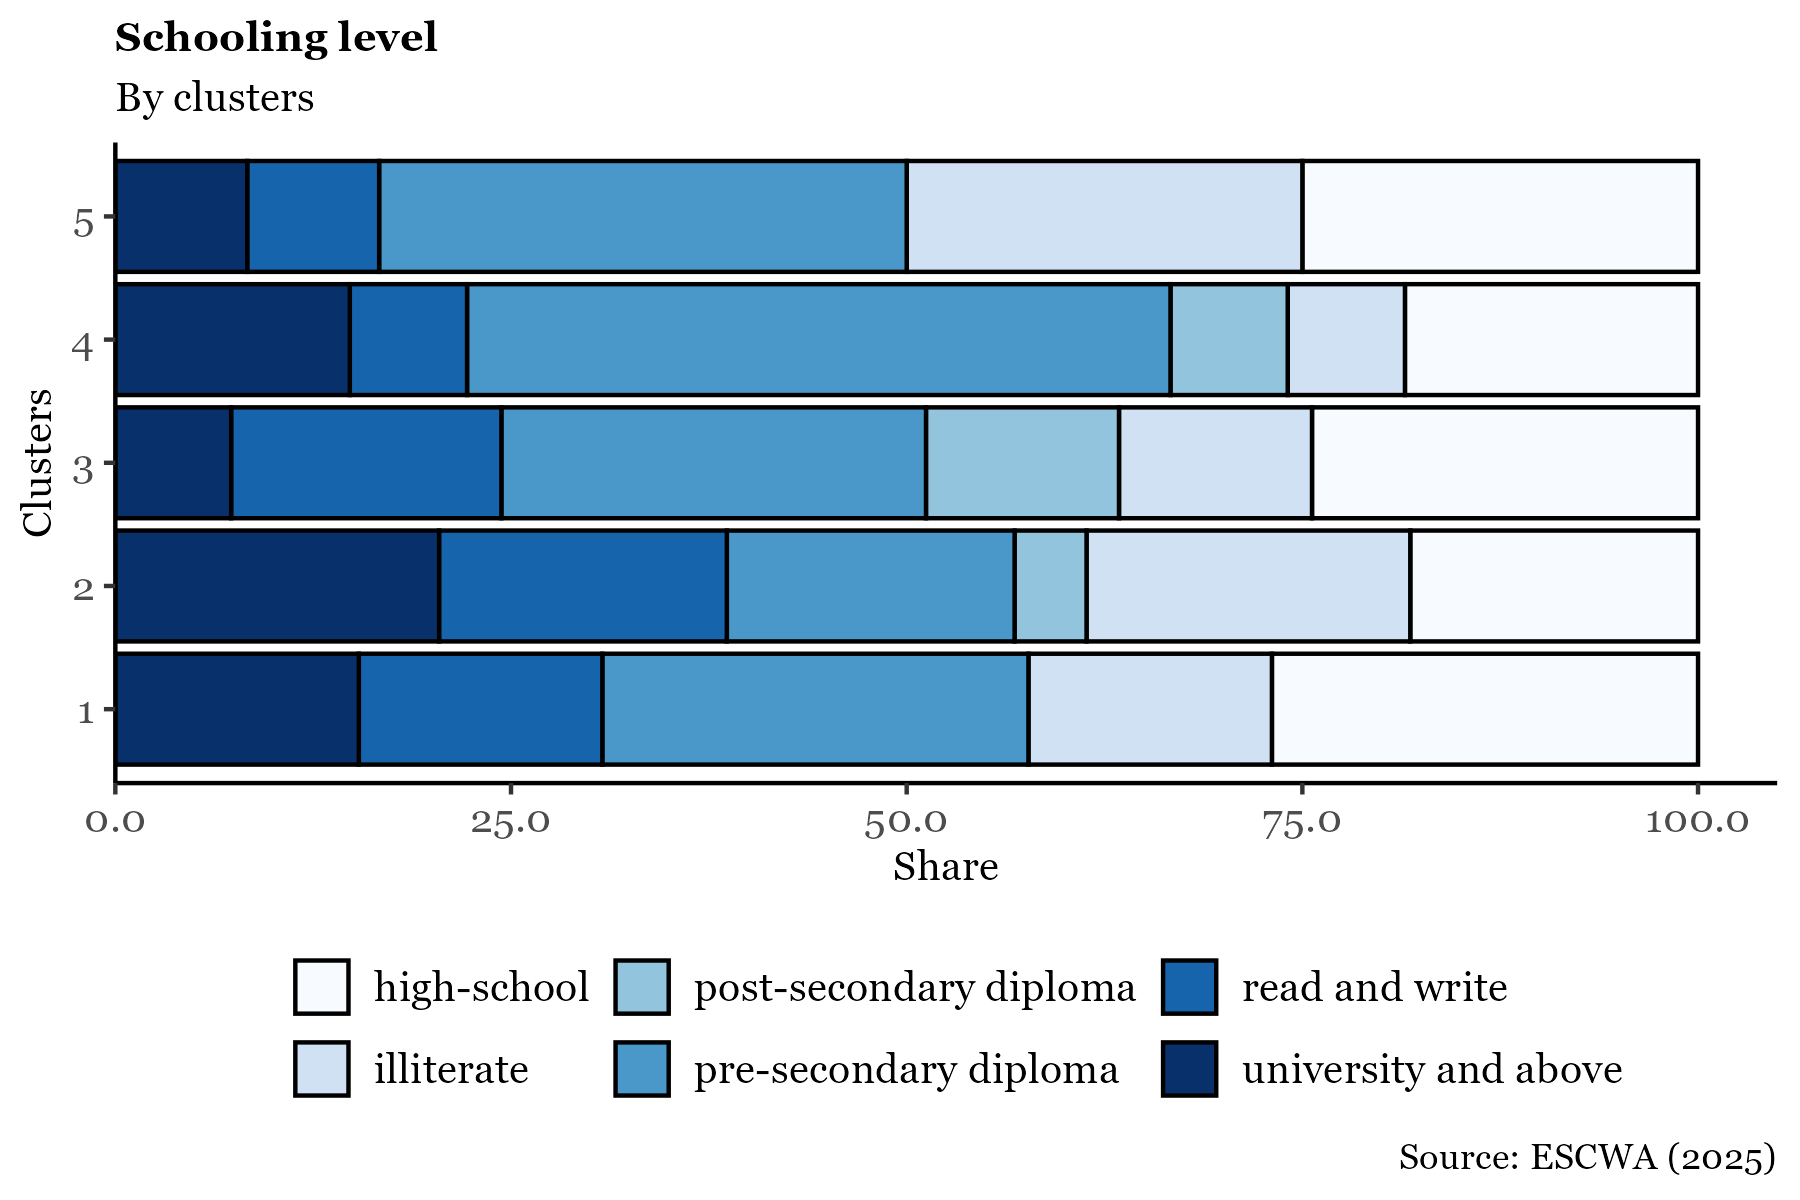 Schooling level
By clusters
Clusters
5
4
3
2
1
0.0 25.0 50.0 75.0 100.0
Share
high-school post-secondary diploma read and write
illiterate pre-secondary diploma university and above
Source: ESCWA (2025)